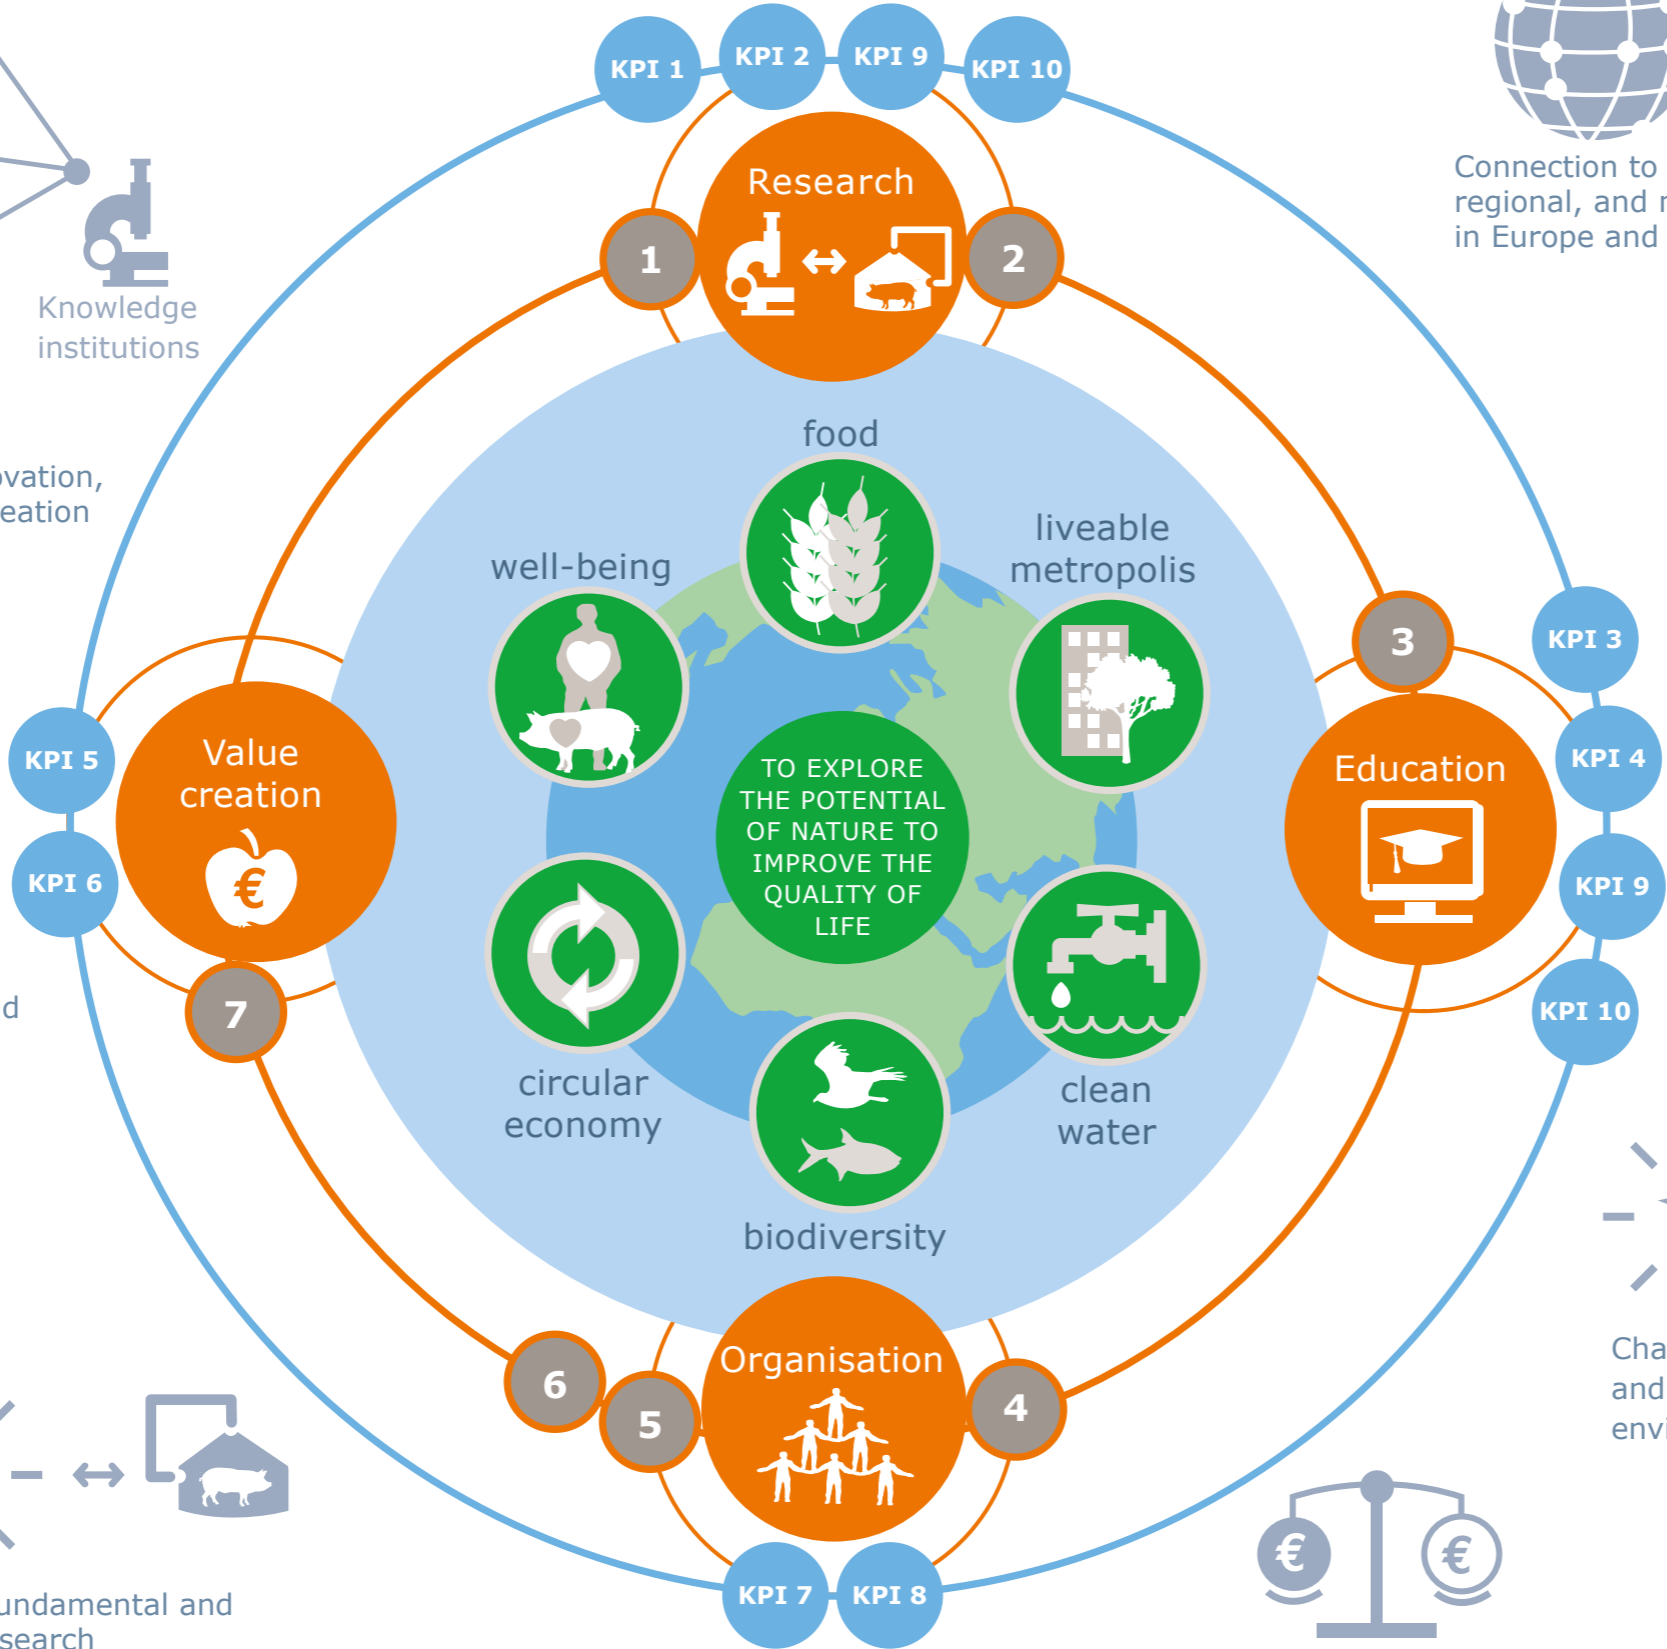 KPI 1
KPI 2
KPI 9
KPI 10
Research
1
2
Connection to
regional, and
in Europe and
Knowledge
institutions
food
liveable
metropolis
well-being
3
KPI 3
KPI 4
KPI 9
KPI 10
Education
KPI 5
KPI 6
Value
creation
€
7
TO EXPLORE
THE POTENTIAL
OF NATURE TO
IMPROVE THE
QUALITY OF
LIFE
circular
economy
clean
water
biodiversity
Organisation
6
5
4
KPI 7
KPI 8
and
€
€
and